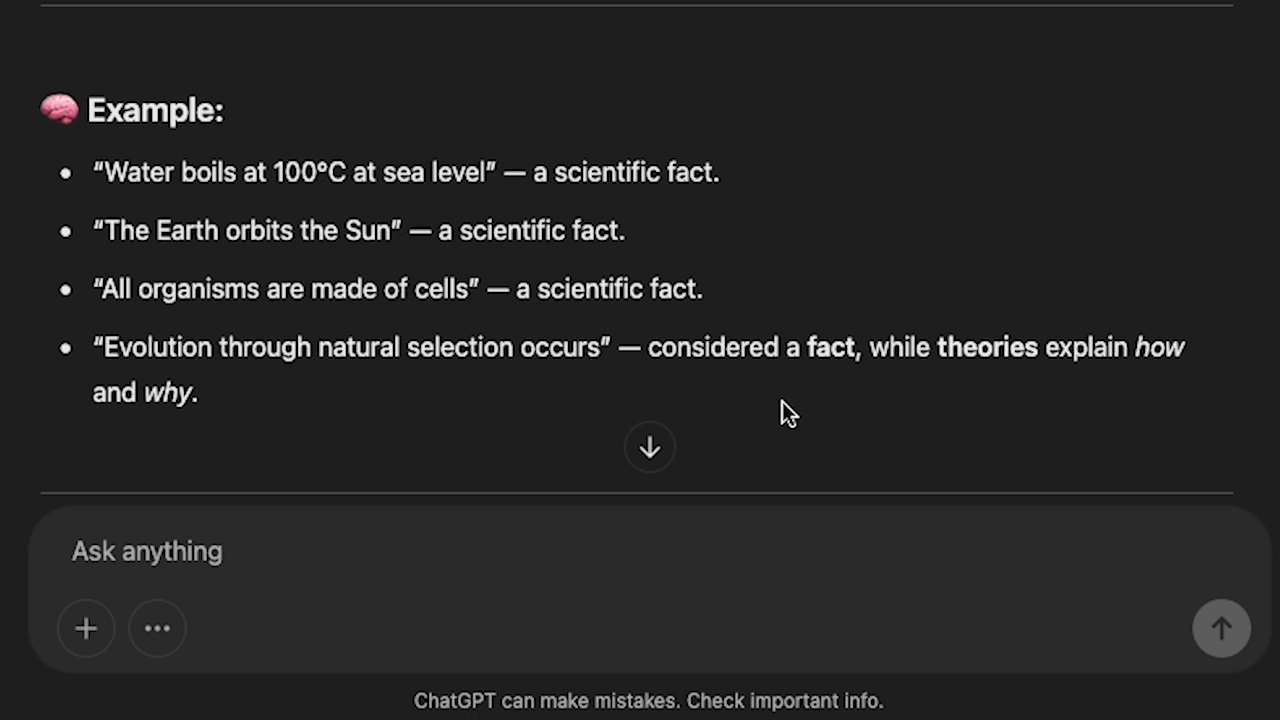 🧠 Example:
• “Water boils at 100°C at sea level” — a scientific fact.
• “The Earth orbits the Sun” — a scientific fact.
• “All organisms are made of cells” — a scientific fact.
• “Evolution through natural selection occurs” — considered a fact, while theories explain how
and why.
Ask anything
ChatGPT can make mistakes. Check important info.